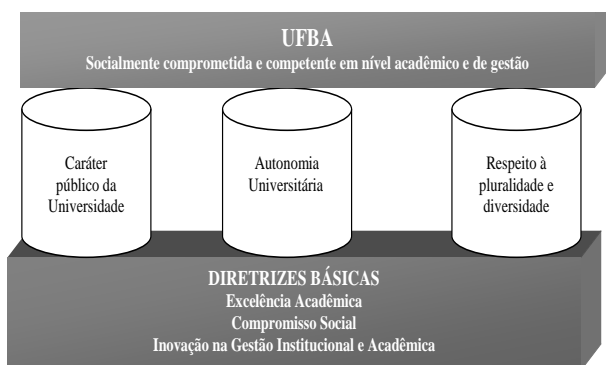 UFBA
Socialmente comprometida e competente em nível acadêmico e de gestão
Caráter
público da
Universidade
Autonomia
Universitária
Respeito à
pluralidade e
diversidade
DIRETRIZES BÁSICAS
Excelência Acadêmica
Compromisso Social
Inovação na Gestão Institucional e Acadêmica